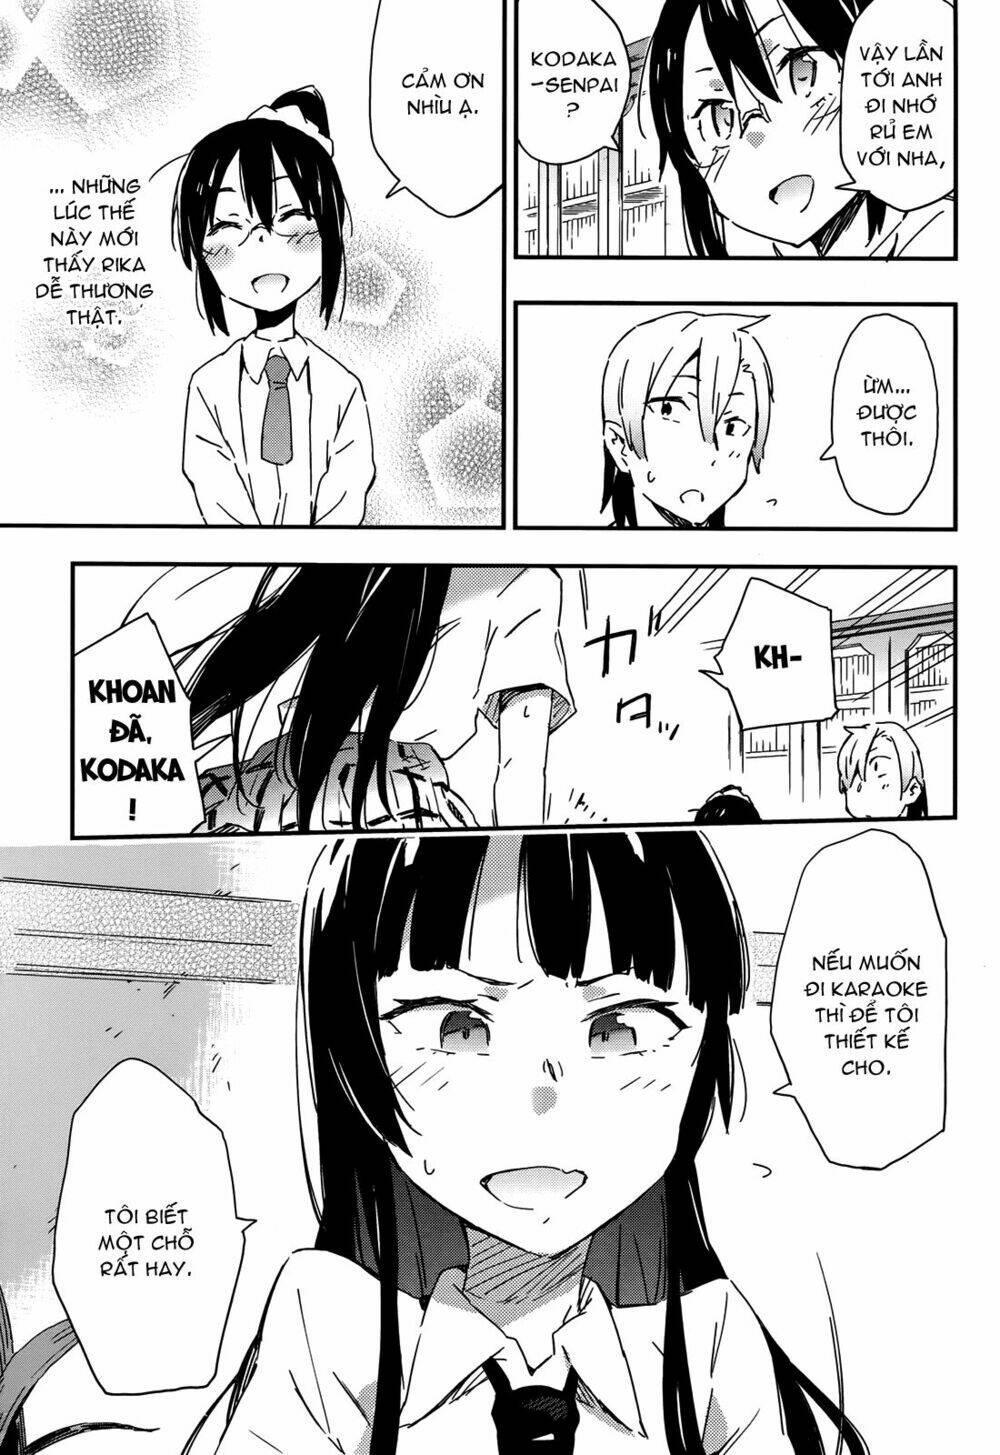 VẬY LẦN
TỚI ANH
ĐI NHỚ
RỦ EM
VỚI NHA,
KODAKA
-SENPAI
?
ỪM...
ĐƯỢC
THÔI.
CẢM ƠN
NHÌU Ạ.
... NHỮNG
LÚC THẾ
NÀY MỚI
THẤY RIKA
DỄ THƯƠNG
THẬT.
KH-
ガタッ
KHOAN
ĐÃ,
KODAKA
!
NẾU MUỐN
ĐI KARAOKE
THÌ ĐỂ TÔI
THIẾT KẾ
CHO.
TÔI BIẾT
MỘT CHỖ
RẤT HAY.